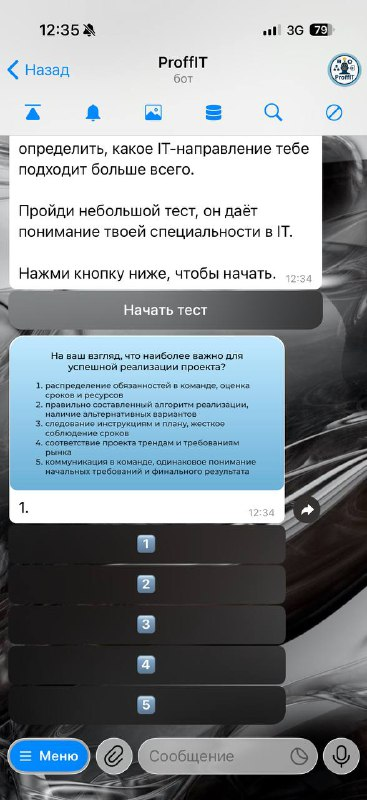 12:35
3G 79
Назад
ProffIT
бот
ProffIT
определить, какое IT-направление тебе
подходит больше всего.
Пройди небольшой тест, он даёт
понимание твоей специальности в IT.
Нажми кнопку ниже, чтобы начать. 12:34
Начать тест
На ваш взгляд, что наиболее важно для
успешной реализации проекта?
1. распределение обязанностей в команде, оценка
сроков и ресурсов
2. правильно составленный алгоритм реализации,
наличие альтернативных вариантов
3. следование инструкциям и плану, жесткое
соблюдение сроков
4. соответствие проекта трендам и требованиям
рынка
5. коммуникация в команде, одинаковое понимание
начальных требований и финального результата
1. 12:34
1
2
3
4
5
Меню
Сообщение